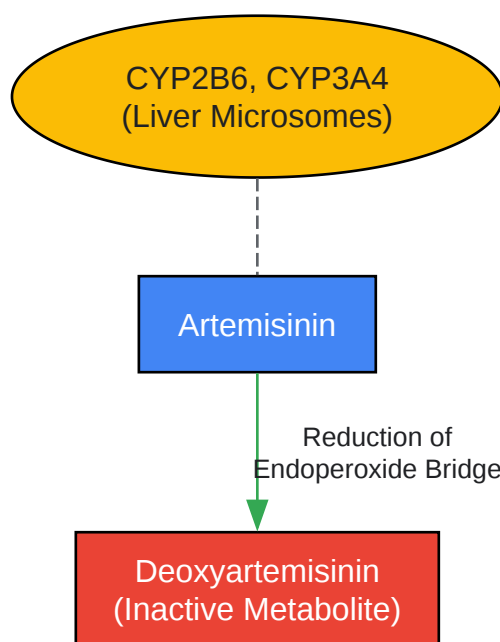 CYP2B6, CYP3A4
(Liver Microsomes)
Artemisinin
Reduction of
Endoperoxide Bridge
Deoxyartemisinin
(Inactive Metabolite)